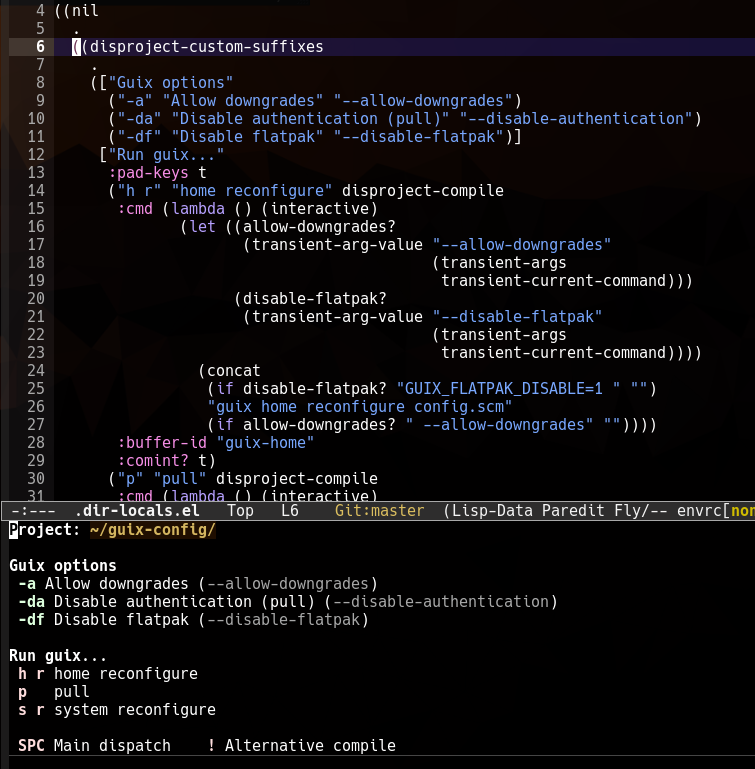 4 ((nil
5   .
6   ((disproject-custom-suffixes
7     .
8     (["Guix options"
9       ("-a" "Allow downgrades" "--allow-downgrades")
10       ("-da" "Disable authentication (pull)" "--disable-authentication")
11       ("-df" "Disable flatpak" "--disable-flatpak")]
12      ["Run guix..."
13       :pad-keys t
14       ("h r" "home reconfigure" disproject-compile
15        :cmd (lambda () (interactive)
16               (let ((allow-downgrades?
17                      (transient-arg-value "--allow-downgrades"
18                                           (transient-args
19                                            transient-current-command)))
20                     (disable-flatpak?
21                      (transient-arg-value "--disable-flatpak"
22                                           (transient-args
23                                            transient-current-command))))
24                 (concat
25                  (if disable-flatpak? "GUIX_FLATPAK_DISABLE=1 " "")
26                  "guix home reconfigure config.scm"
27                  (if allow-downgrades? " --allow-downgrades" ""))))
28        :buffer-id "guix-home"
29        :comint? t)
30       ("p" "pull" disproject-compile
31        :cmd (lambda () (interactive)
-:--- .dir-locals.el Top L6 Git:master (Lisp-Data Paredit Fly/-- envrc[non
Project: ~/guix-config/
Guix options
-a Allow downgrades (--allow-downgrades)
-da Disable authentication (pull) (--disable-authentication)
-df Disable flatpak (--disable-flatpak)
Run guix...
h r home reconfigure
p   pull
s r system reconfigure
SPC Main dispatch    ! Alternative compile